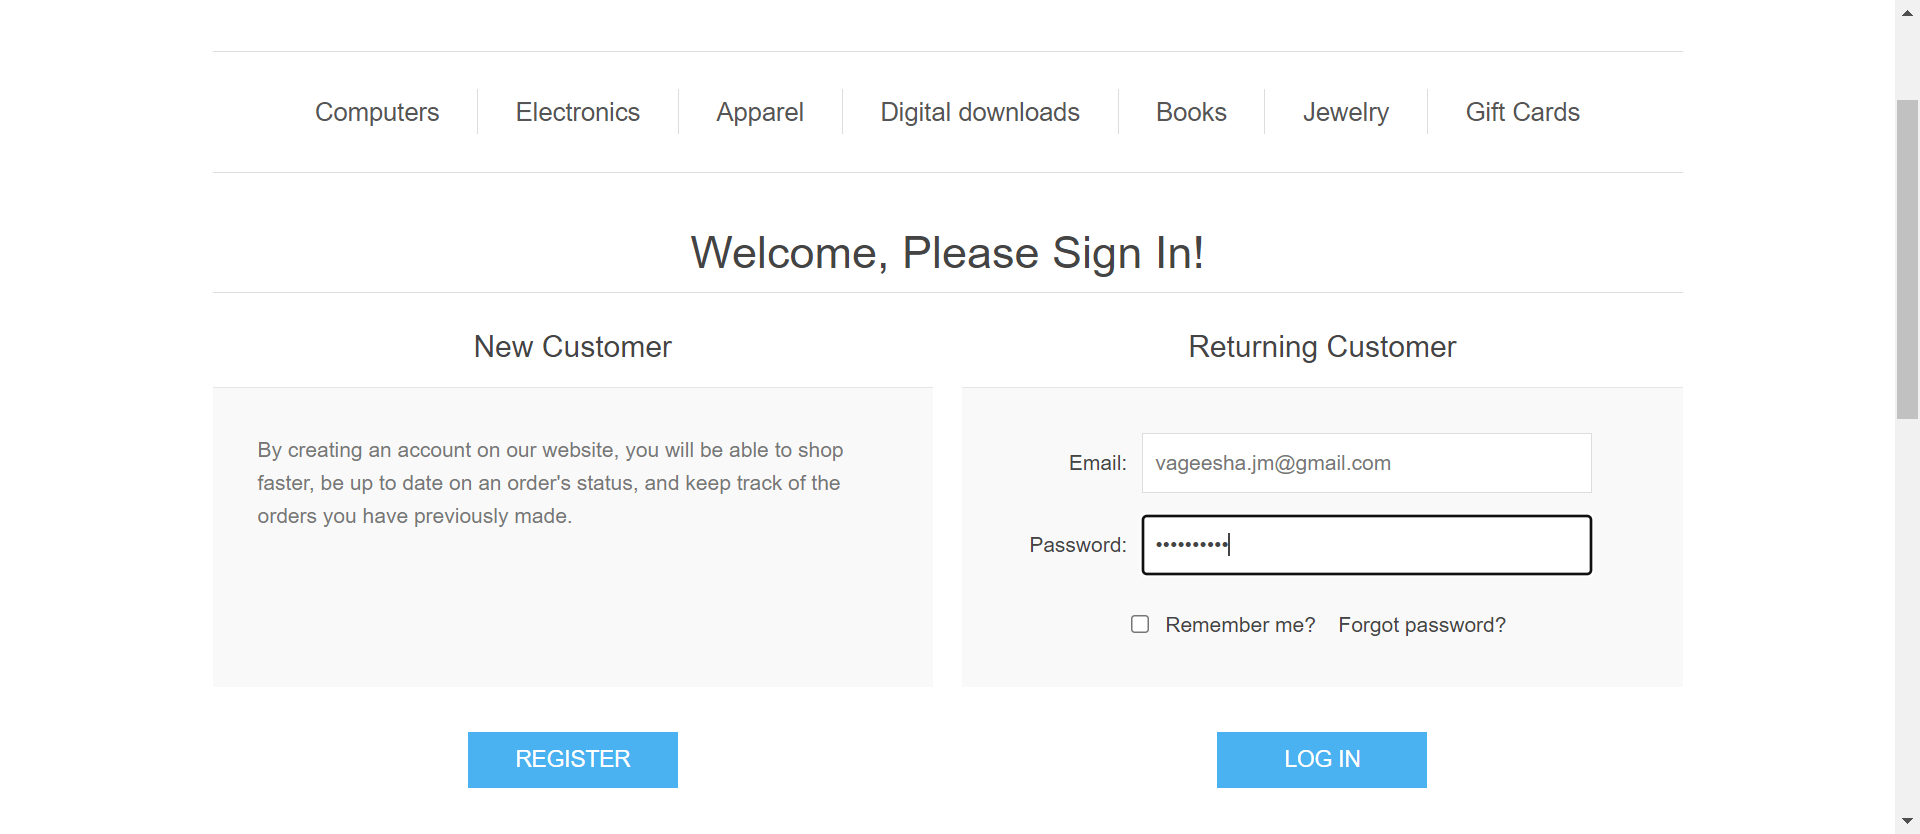 Computers Electronics Apparel Digital downloads Books Jewelry Gift Cards
Welcome, Please Sign In!
New Customer
By creating an account on our website, you will be able to shop
faster, be up to date on an order's status, and keep track of the
orders you have previously made.
REGISTER
Returning Customer
Email: vageesha.jm@gmail.com
Password: ••••••••••
Remember me? Forgot password?
LOG IN